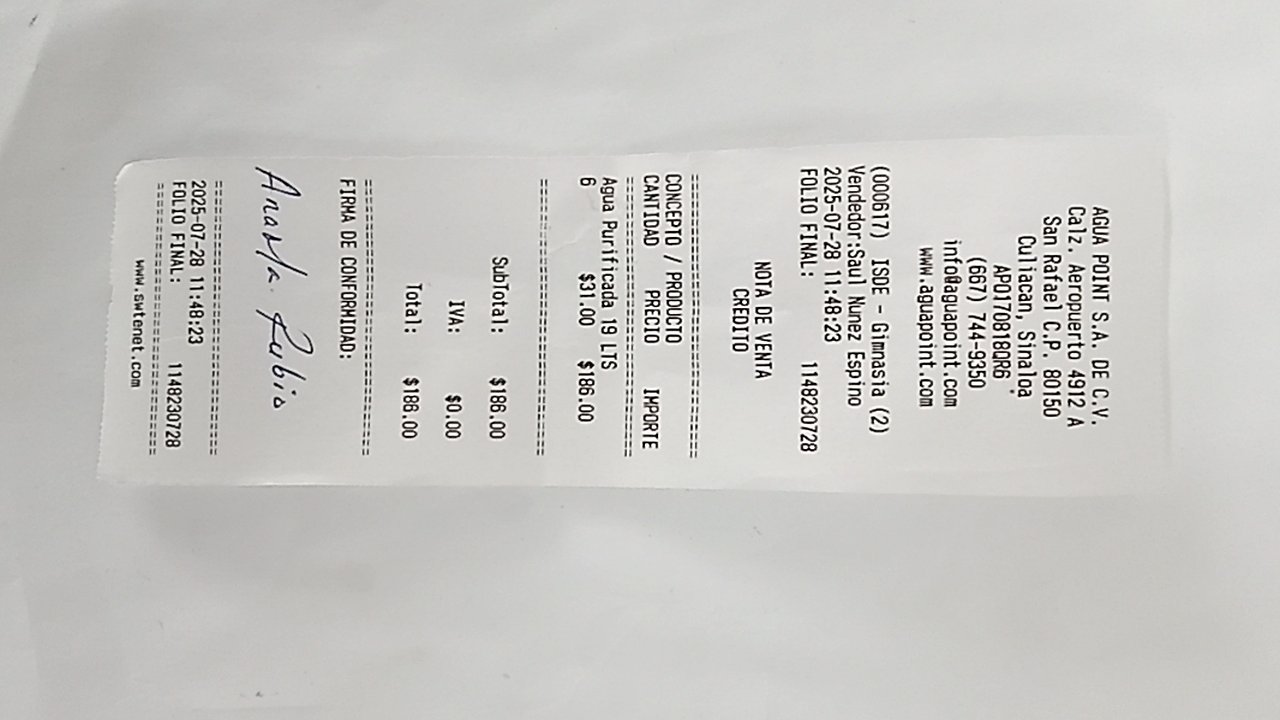 AGUA POINT S.A. DE C.V.
Calz. Aeropuerto 4912 A
San Rafael C.P. 80150
Culiacan, Sinaloa
APO170818QR6
(667) 744-9350
info@aguapoint.com
www.aguapoint.com
(000617) ISDE - Gimnasia (2)
Vendedor:Saul Nunez Espino
2025-07-28 11:48:23
FOLIO FINAL: 1148230728
NOTA DE VENTA
CREDITO
==============================
CONCEPTO / PRODUCTO
CANTIDAD PRECIO IMPORTE
==============================
Agua Purificada 19 LTS
6 $31.00 $186.00
==============================
SubTotal: $186.00
IVA: $0.00
Total: $186.00
==============================
FIRMA DE CONFORMIDAD:
Rubio
==============================
2025-07-28 11:48:23
FOLIO FINAL: 1148230728
==============================
www.swtenet.com